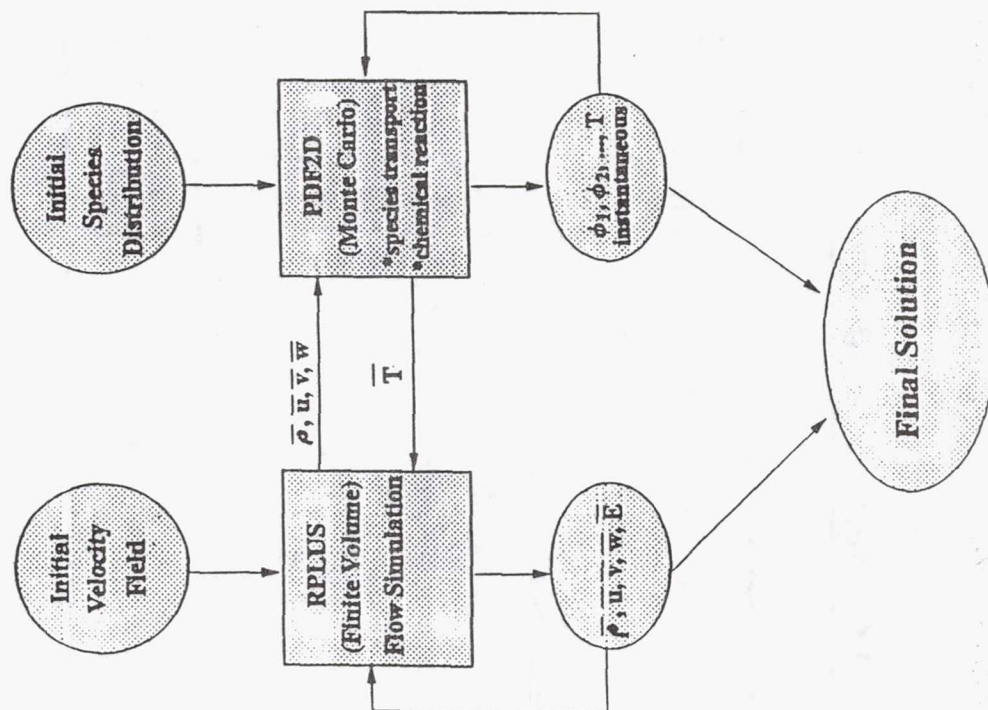 Initial
Velocity
Field
Initial
Species
Distribution
RPLUS
(Finite Volume)
Flow Simulation
ρ̅, u̅, v̅, w̅
T̅
PDF2D
(Monte Carlo)
*species transport
*chemical reaction
ρ̅, u̅, v̅, w̅, E̅
ϕ1, ϕ2, ..., T
instantaneous
Final Solution